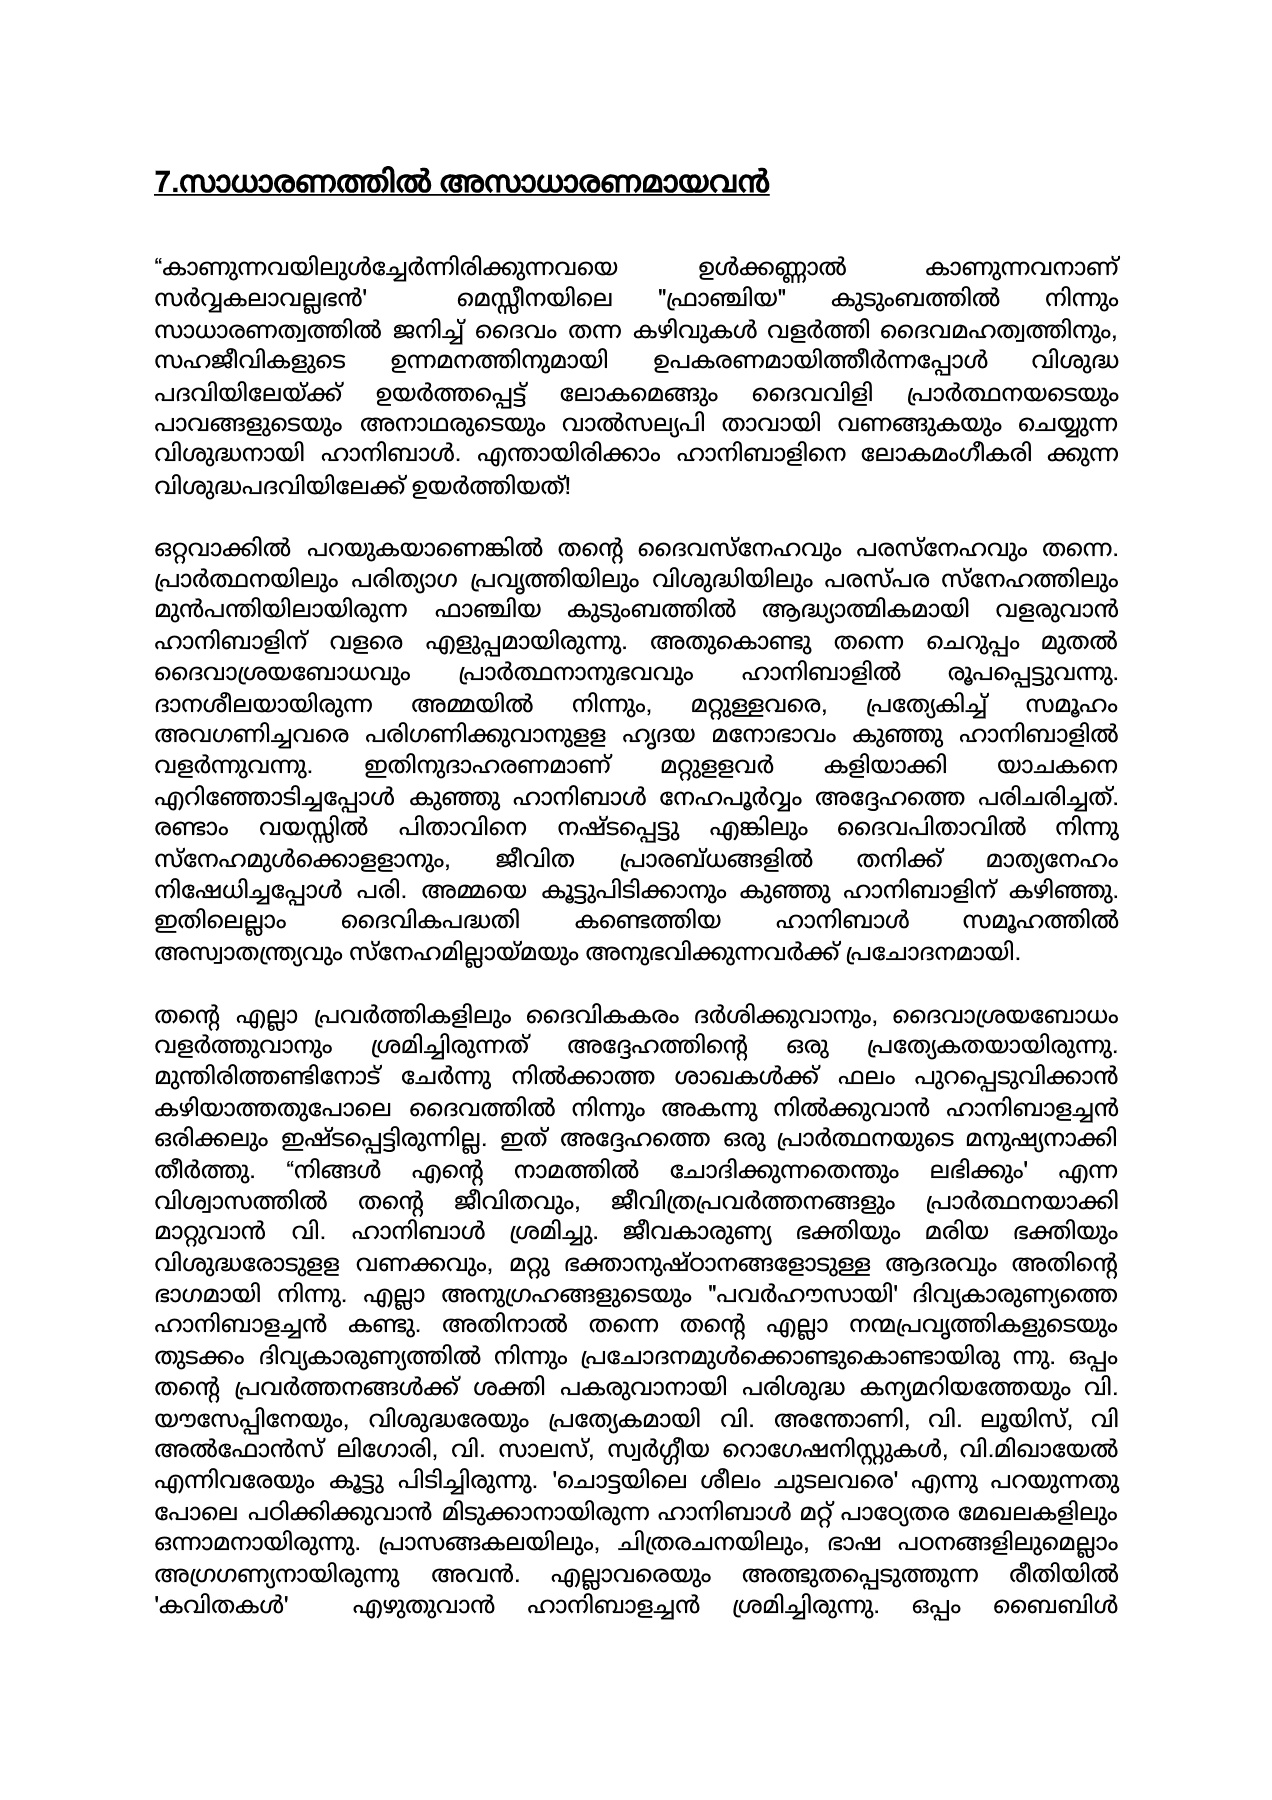 7.സാധാരണത്തിൽ അസാധാരണമായവൻ
“കാണുന്നവയിലുൾച്ചേർന്നിരിക്കുന്നവയെ ഉൾക്കണ്ണാൽ കാണുന്നവനാണ്
സർവ്വകലാവല്ലഭൻ' മെസ്സീനയിലെ "ഫ്രാഞ്ചിയ" കുടുംബത്തിൽ നിന്നും
സാധാരണത്വത്തിൽ ജനിച്ച് ദൈവം തന്ന കഴിവുകൾ വളർത്തി ദൈവമഹത്വത്തിനും,
സഹജീവികളുടെ ഉന്നമനത്തിനുമായി ഉപകരണമായിത്തീർന്നപ്പോൾ വിശുദ്ധ
പദവിയിലേയ്ക്ക് ഉയർത്തപ്പെട്ട് ലോകമെങ്ങും ദൈവവിളി പ്രാർത്ഥനയടെയും
പാവങ്ങളുടെയും അനാഥരുടെയും വാൽസല്യപി താവായി വണങ്ങുകയും ചെയ്യുന്ന
വിശുദ്ധനായി ഹാനിബാൾ. എന്തായിരിക്കാം ഹാനിബാളിനെ ലോകമംഗീകരി ക്കുന്ന
വിശുദ്ധപദവിയിലേക്ക് ഉയർത്തിയത്!
ഒറ്റവാക്കിൽ പറയുകയാണെങ്കിൽ തന്റെ ദൈവസ്നേഹവും പരസ്നേഹവും തന്നെ.
പ്രാർത്ഥനയിലും പരിത്യാഗ പ്രവൃത്തിയിലും വിശുദ്ധിയിലും പരസ്പര സ്നേഹത്തിലും
മുൻപന്തിയിലായിരുന്ന ഫാഞ്ചിയ കുടുംബത്തിൽ ആദ്ധ്യാത്മികമായി വളരുവാൻ
ഹാനിബാളിന് വളരെ എളുപ്പമായിരുന്നു. അതുകൊണ്ടു തന്നെ ചെറുപ്പം മുതൽ
ദൈവാശ്രയബോധവും പ്രാർത്ഥനാനുഭവവും ഹാനിബാളിൽ രൂപപ്പെട്ടുവന്നു.
ദാനശീലയായിരുന്ന അമ്മയിൽ നിന്നും, മറ്റുള്ളവരെ, പ്രത്യേകിച്ച് സമൂഹം
അവഗണിച്ചവരെ പരിഗണിക്കുവാനുളള ഹൃദയ മനോഭാവം കുഞ്ഞു ഹാനിബാളിൽ
വളർന്നുവന്നു. ഇതിനുദാഹരണമാണ് മറ്റുളളവർ കളിയാക്കി യാചകനെ
എറിഞ്ഞോടിച്ചപ്പോൾ കുഞ്ഞു ഹാനിബാൾ നേഹപൂർവ്വം അദ്ദേഹത്തെ പരിചരിച്ചത്.
രണ്ടാം വയസ്സിൽ പിതാവിനെ നഷ്ടപ്പെട്ടു എങ്കിലും ദൈവപിതാവിൽ നിന്നു
സ്നേഹമുൾക്കൊളളാനും, ജീവിത പ്രാരബ്ധങ്ങളിൽ തനിക്ക് മാത്യനേഹം
നിഷേധിച്ചപ്പോൾ പരി. അമ്മയെ കൂട്ടുപിടിക്കാനും കുഞ്ഞു ഹാനിബാളിന് കഴിഞ്ഞു.
ഇതിലെല്ലാം ദൈവികപദ്ധതി കണ്ടെത്തിയ ഹാനിബാൾ സമൂഹത്തിൽ
അസ്വാതന്ത്ര്യവും സ്നേഹമില്ലായ്മയും അനുഭവിക്കുന്നവർക്ക് പ്രചോദനമായി.
തന്റെ എല്ലാ പ്രവർത്തികളിലും ദൈവികകരം ദർശിക്കുവാനും, ദൈവാശ്രയബോധം
വളർത്തുവാനും ശ്രമിച്ചിരുന്നത് അദ്ദേഹത്തിന്റെ ഒരു പ്രത്യേകതയായിരുന്നു.
മുന്തിരിത്തണ്ടിനോട് ചേർന്നു നിൽക്കാത്ത ശാഖകൾക്ക് ഫലം പുറപ്പെടുവിക്കാൻ
കഴിയാത്തതുപോലെ ദൈവത്തിൽ നിന്നും അകന്നു നിൽക്കുവാൻ ഹാനിബാളച്ചൻ
ഒരിക്കലും ഇഷ്ടപ്പെട്ടിരുന്നില്ല. ഇത് അദ്ദേഹത്തെ ഒരു പ്രാർത്ഥനയുടെ മനുഷ്യനാക്കി
തീർത്തു. “നിങ്ങൾ എന്റെ നാമത്തിൽ ചോദിക്കുന്നതെന്തും ലഭിക്കും' എന്ന
വിശ്വാസത്തിൽ തന്റെ ജീവിതവും, ജീവിത്രപ്രവർത്തനങ്ങളും പ്രാർത്ഥനയാക്കി
മാറ്റുവാൻ വി. ഹാനിബാൾ ശ്രമിച്ചു. ജീവകാരുണ്യ ഭക്തിയും മരിയ ഭക്തിയും
വിശുദ്ധരോടുളള വണക്കവും, മറ്റു ഭക്താനുഷ്ഠാനങ്ങളോടുള്ള ആദരവും അതിന്റെ
ഭാഗമായി നിന്നു. എല്ലാ അനുഗ്രഹങ്ങളുടെയും "പവർഹൗസായി' ദിവ്യകാരുണ്യത്തെ
ഹാനിബാളച്ചൻ കണ്ടു. അതിനാൽ തന്നെ തന്റെ എല്ലാ നന്മപ്രവൃത്തികളുടെയും
തുടക്കം ദിവ്യകാരുണ്യത്തിൽ നിന്നും പ്രചോദനമുൾക്കൊണ്ടുകൊണ്ടായിരു ന്നു. ഒപ്പം
തന്റെ പ്രവർത്തനങ്ങൾക്ക് ശക്തി പകരുവാനായി പരിശുദ്ധ കന്യമറിയത്തേയും വി.
യൗസേപ്പിനേയും, വിശുദ്ധരേയും പ്രത്യേകമായി വി. അന്തോണി, വി. ലൂയിസ്, വി
അൽഫോൻസ് ലിഗോരി, വി. സാലസ്, സ്വർഗ്ഗീയ റൊഗേഷനിസ്റ്റുകൾ, വി.മിഖായേൽ
എന്നിവരേയും കൂട്ടു പിടിച്ചിരുന്നു. 'ചൊട്ടയിലെ ശീലം ചുടലവരെ' എന്നു പറയുന്നതു
പോലെ പഠിക്കിക്കുവാൻ മിടുക്കാനായിരുന്ന ഹാനിബാൾ മറ്റ് പാഠ്യേതര മേഖലകളിലും
ഒന്നാമനായിരുന്നു. പ്രാസങ്ങകലയിലും, ചിത്രരചനയിലും, ഭാഷ പഠനങ്ങളിലുമെല്ലാം
അഗ്രഗണ്യനായിരുന്നു അവൻ. എല്ലാവരെയും അത്ഭുതപ്പെടുത്തുന്ന രീതിയിൽ
'കവിതകൾ' എഴുതുവാൻ ഹാനിബാളച്ചൻ ശ്രമിച്ചിരുന്നു. ഒപ്പം ബൈബിൾ